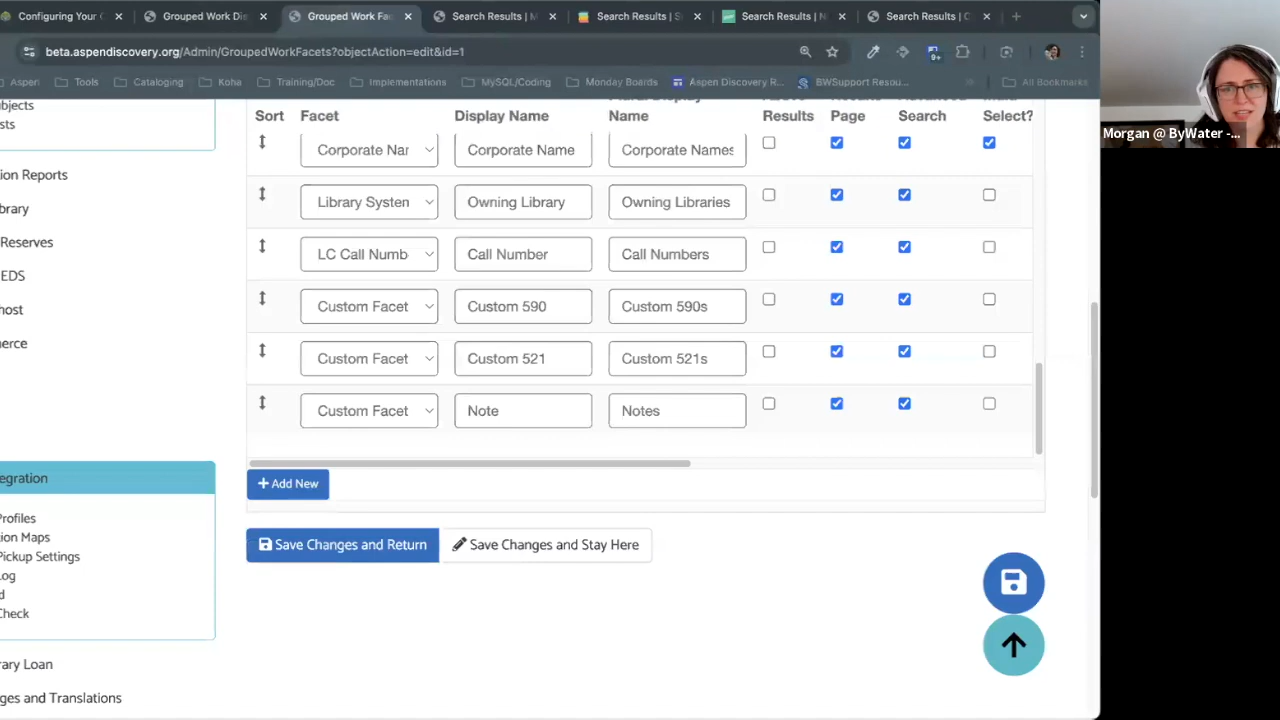 Configuring Your C
Grouped Work Dis
Grouped Work Fac
Search Results | M
Search Results | S
Search Results | N
Search Results | C
beta.aspendiscovery.org/Admin/GroupedWorkFacets?objectAction=edit&id=1
9+
Asperi
Tools
Cataloging
Koha
Training/Doc
Implementations
MySQL/Coding
Monday Boards
Aspen Discovery R...
BWSupport Resou...
All Bookmarks
Morgan @ ByWater -...
bjects
sts
ion Reports
brary
Reserves
EDS
host
merce
egration
Profiles
ion Maps
Pickup Settings
Log
d
Check
rary Loan
ges and Translations
Sort
Facet
Display Name
Name
Results
Page
Search
Select?
Corporate Nar
Corporate Name
Corporate Names
Library System
Owning Library
Owning Libraries
LC Call Numb
Call Number
Call Numbers
Custom Facet
Custom 590
Custom 590s
Custom Facet
Custom 521
Custom 521s
Custom Facet
Note
Notes
+ Add New
Save Changes and Return
Save Changes and Stay Here